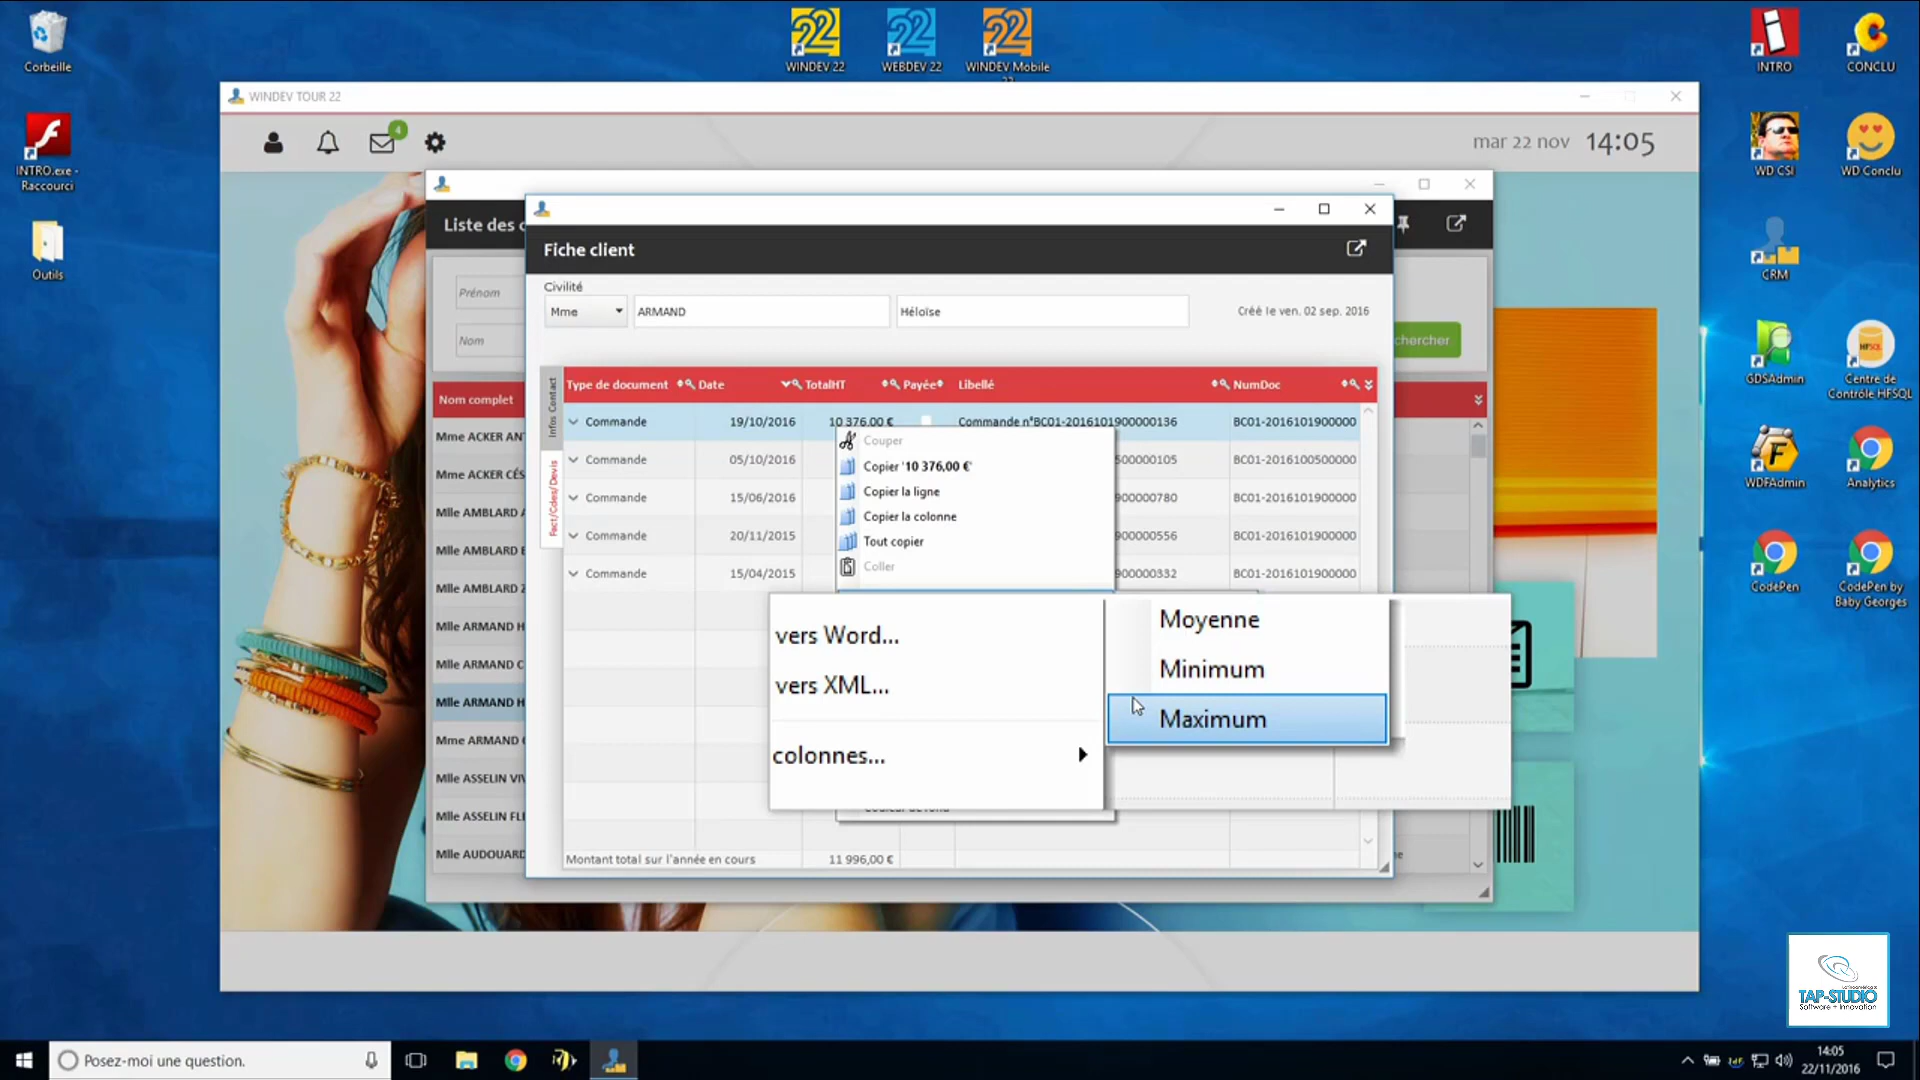 Corbeille
WINDEV 22
WEBDEV 22
WINDEV Mobile
22
INTRO
CONCLU
WINDEV TOUR 22
INTRO.exe -
Raccourci
4
mar 22 nov 14:05
WD CSI
WD Conclu
Outils
Liste des c
Fiche client
CRM
Civilité
Mme
ARMAND
Héloïse
Créé le ven. 02 sep. 2016
Prénom
Nom
chercher
GDSAdmin
HFSQL
Centre de
Contrôle HFSQL
Infos Contact
Fact/Cdes/Devis
Type de document Date TotalHT Payée Libellé NumDoc
Nom complet
Commande 19/10/2016 10 376,00 € Commande n°BC01-2016101900000136 BC01-2016101900000
Commande 05/10/2016 500000105 BC01-2016100500000
Commande 15/06/2016 900000780 BC01-2016101900000
Commande 20/11/2015 900000556 BC01-2016101900000
Commande 15/04/2015 900000332 BC01-2016101900000
Couper
Copier '10 376,00 €'
Copier la ligne
Copier la colonne
Tout copier
Coller
vers Word...
vers XML...
colonnes...
Moyenne
Minimum
Maximum
Mme ACKER AN
Mme ACKER CÉS
Mlle AMBLARD A
Mlle AMBLARD E
Mlle AMBLARD Z
Mlle ARMAND H
Mlle ARMAND C
Mlle ARMAND H
Mme ARMAND
Mlle ASSELIN VIV
Mlle ASSELIN FL
Mlle AUDOUARD
Montant total sur l'année en cours 11 996,00 €
WDFAdmin
Analytics
CodePen
CodePen by
Baby Georges
Latinoamérica
TAP-STUDIO
Software + Innovation
Posez-moi une question.
14:05
22/11/2016